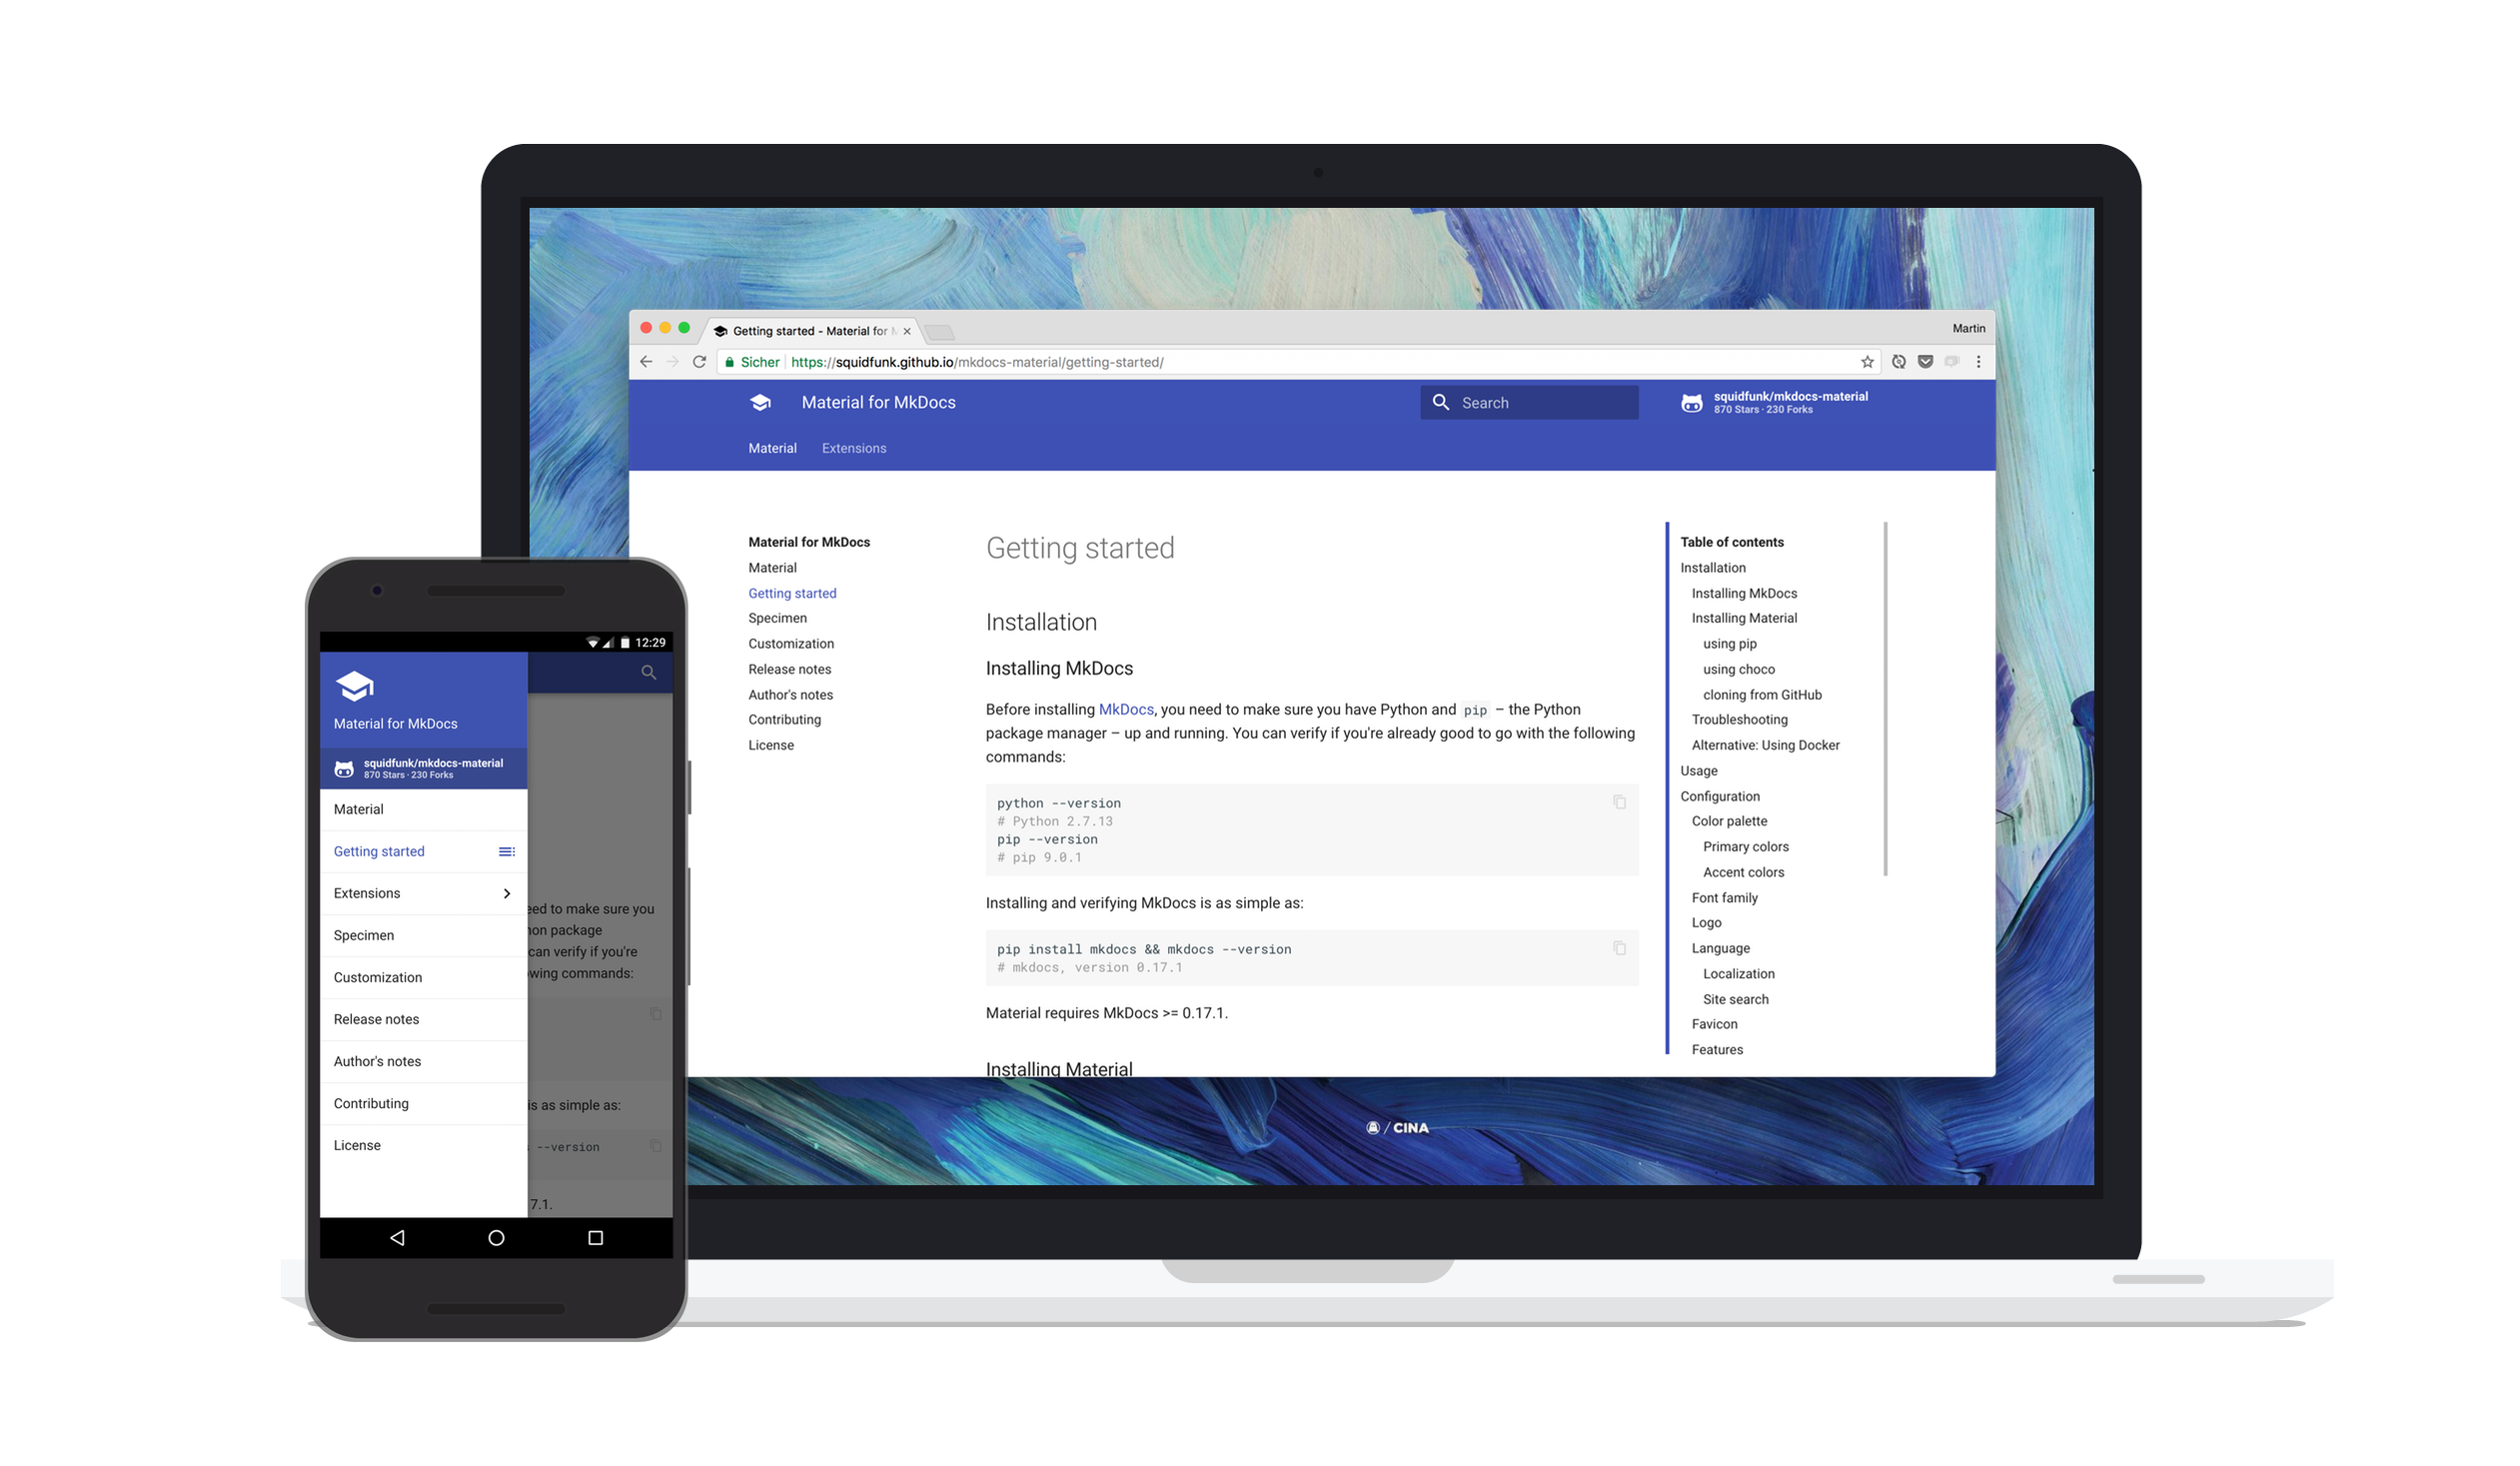 Getting started - Material for M
Martin
Sicher https://squidfunk.github.io/mkdocs-material/getting-started/
Material for MkDocs
Search
squidfunk/mkdocs-material
870 Stars · 230 Forks
Material Extensions
Material for MkDocs
Material
Getting started
Specimen
Customization
Release notes
Author's notes
Contributing
License
Getting started
Installation
Installing MkDocs
Before installing MkDocs, you need to make sure you have Python and pip – the Python
package manager – up and running. You can verify if you're already good to go with the following
commands:
python --version
# Python 2.7.13
pip --version
# pip 9.0.1
Installing and verifying MkDocs is as simple as:
pip install mkdocs && mkdocs --version
# mkdocs, version 0.17.1
Material requires MkDocs >= 0.17.1.
Installing Material
Table of contents
Installation
Installing MkDocs
Installing Material
using pip
using choco
cloning from GitHub
Troubleshooting
Alternative: Using Docker
Usage
Configuration
Color palette
Primary colors
Accent colors
Font family
Logo
Language
Localization
Site search
Favicon
Features
/ CINA
12:29
Material for MkDocs
squidfunk/mkdocs-material
870 Stars · 230 Forks
Material
Getting started
Extensions
Specimen
Customization
Release notes
Author's notes
Contributing
License
eed to make sure you
on package
can verify if you're
wing commands:
is as simple as:
--version
7.1.